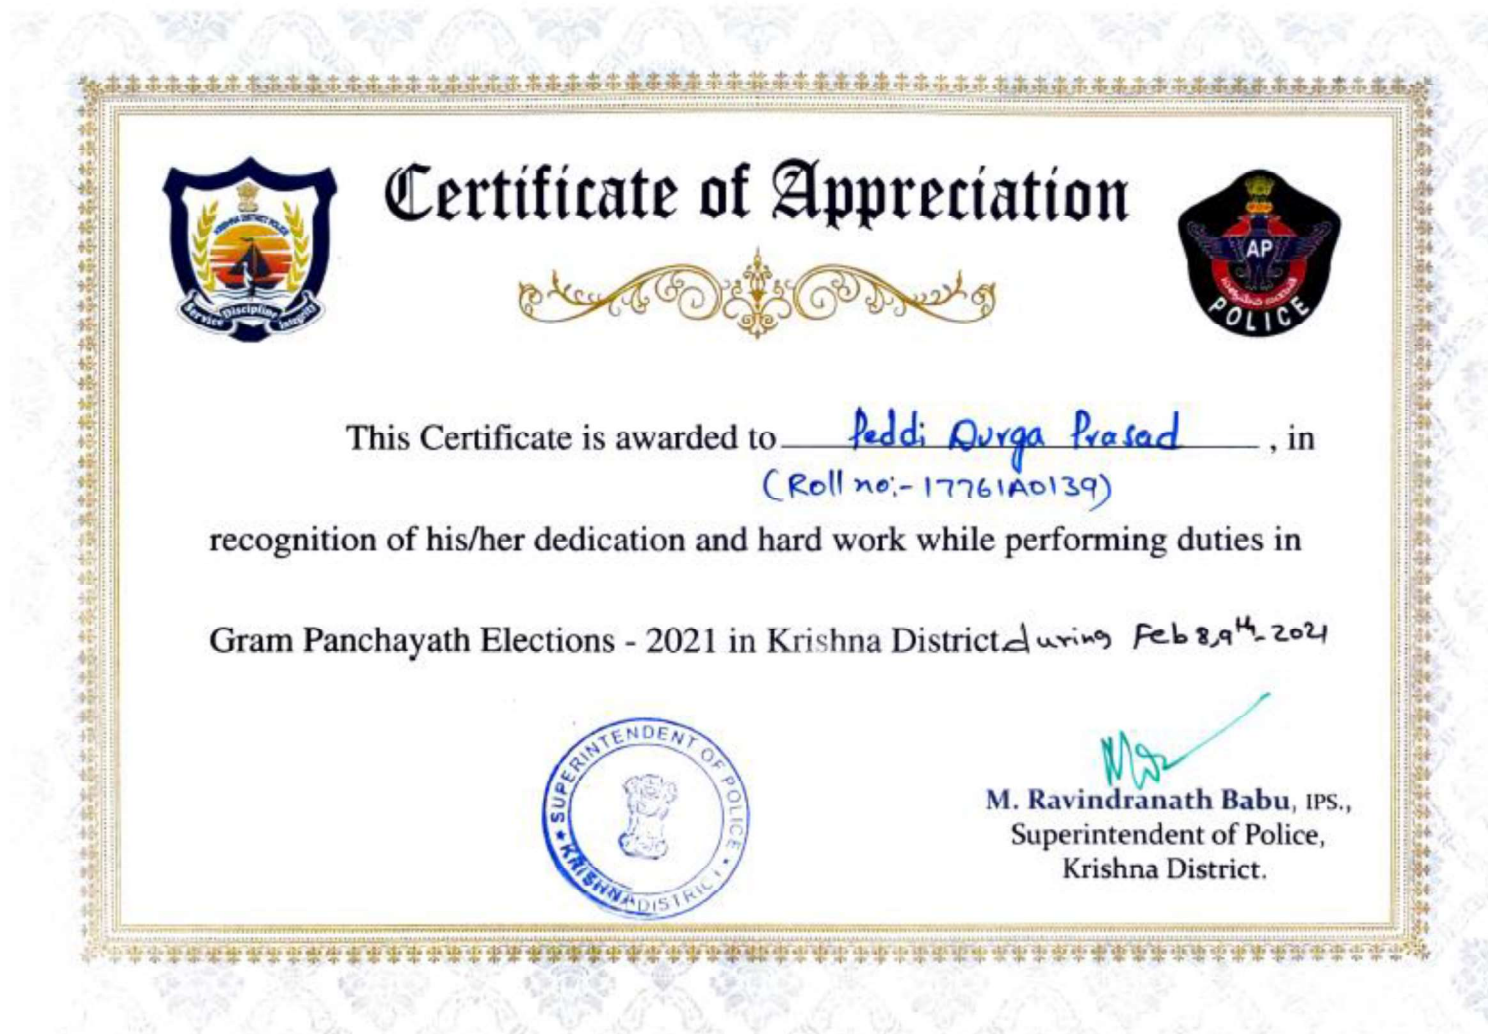 Certificate of Appreciation
KRISHNA DISTRICT POLICE
Service Discipline Integrity
AP
POLICE
This Certificate is awarded to Peddi Durga Prasad, in
(Roll no:- 17761A0139)
recognition of his/her dedication and hard work while performing duties in
Gram Panchayath Elections - 2021 in Krishna District during Feb 8,9th-2021
SUPERINTENDENT OF POLICE
KRISHNA DISTRICT
M. Ravindranath Babu, IPS.,
Superintendent of Police,
Krishna District.